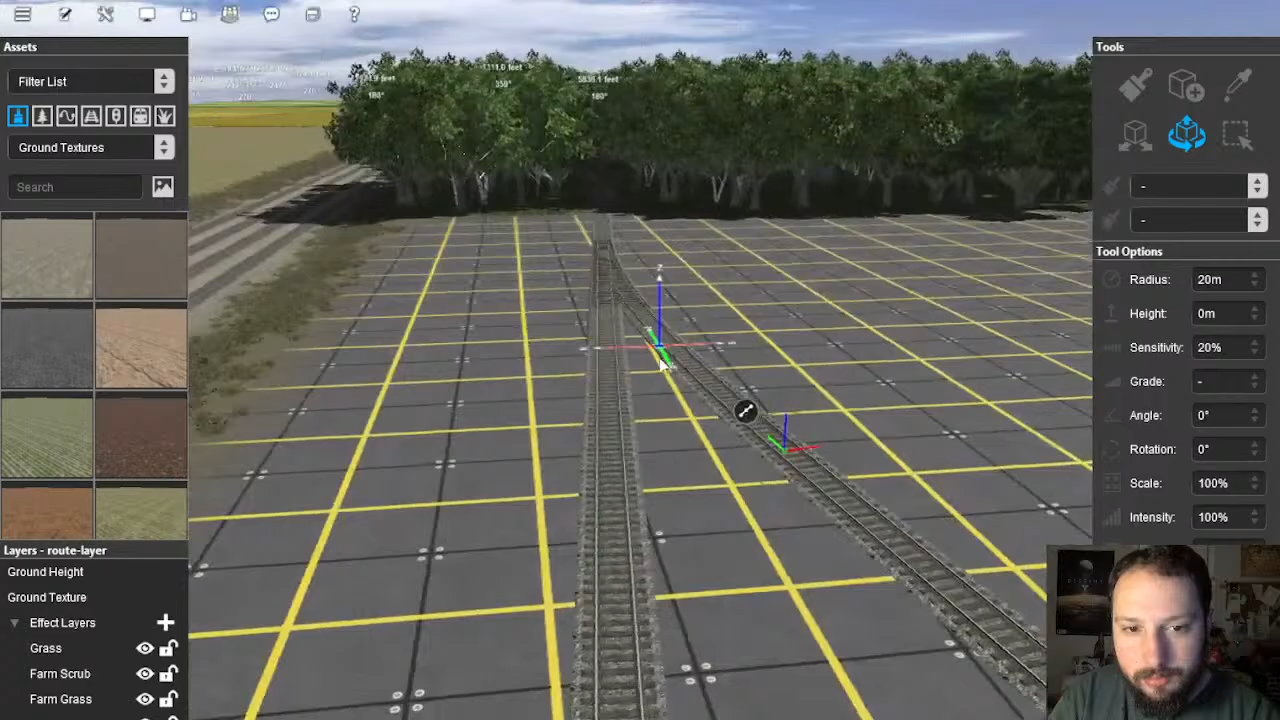 Assets
Tools
Filter List
Ground Textures
Search
-
-
Tool Options
Radius: 20m
Height: 0m
Sensitivity: 20%
Grade: -
Angle: 0°
Rotation: 0°
Scale: 100%
Intensity: 100%
Layers - route-layer
Ground Height
Ground Texture
Effect Layers
Grass
Farm Scrub
Farm Grass